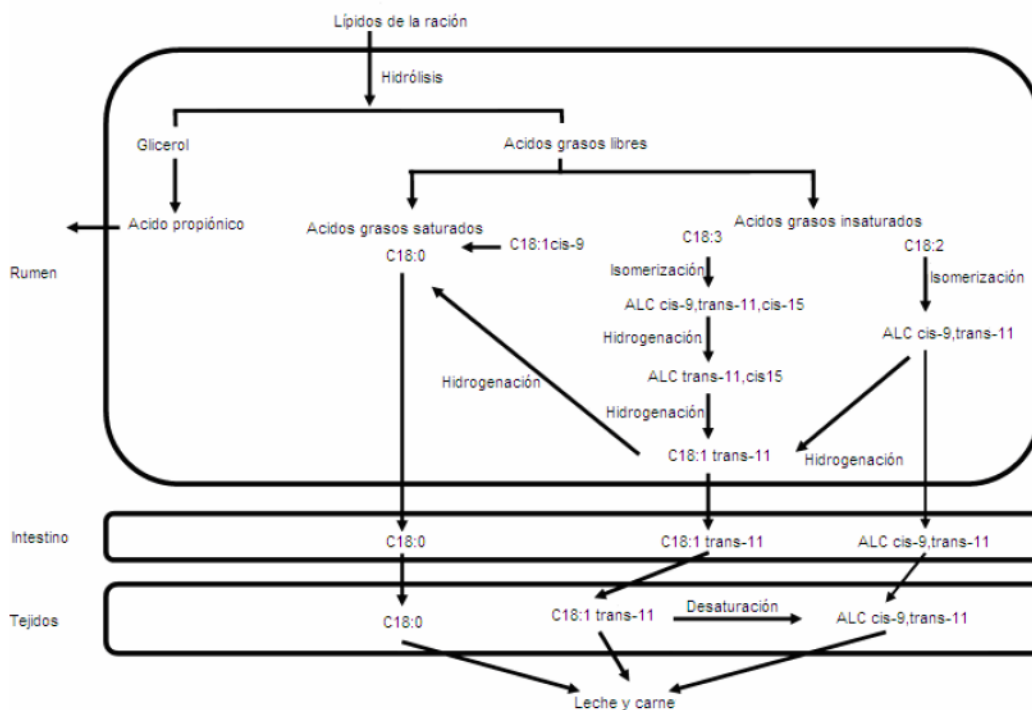 Lípidos de la ración
Hidrólisis
Glicerol
Acidos grasos libres
Acido propiónico
Acidos grasos saturados
Acidos grasos insaturados
C18:1cis-9
C18:3
C18:2
C18:0
Rumen
Isomerización
Isomerización
ALC cis-9,trans-11,cis-15
Hidrogenación
ALC cis-9,trans-11
Hidrogenación
ALC trans-11,cis15
Hidrogenación
C18:1 trans-11
Hidrogenación
Intestino
C18:0
C18:1 trans-11
ALC cis-9,trans-11
Tejidos
C18:0
C18:1 trans-11
Desaturación
ALC cis-9,trans-11
Leche y carne